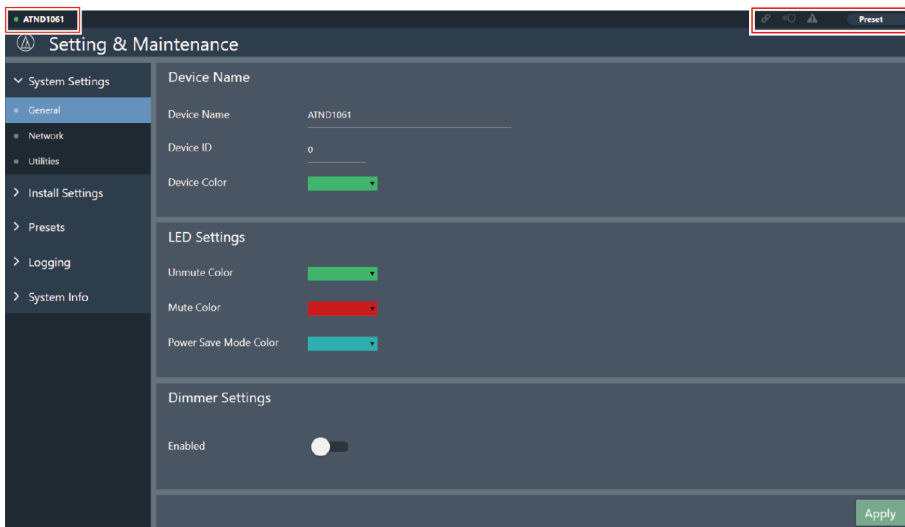 ATND1061
Preset
Setting & Maintenance
System Settings
General
Network
Utilities
Install Settings
Presets
Logging
System Info
Device Name
Device Name ATND1061
Device ID 0
Device Color
LED Settings
Unmute Color
Mute Color
Power Save Mode Color
Dimmer Settings
Enabled
Apply